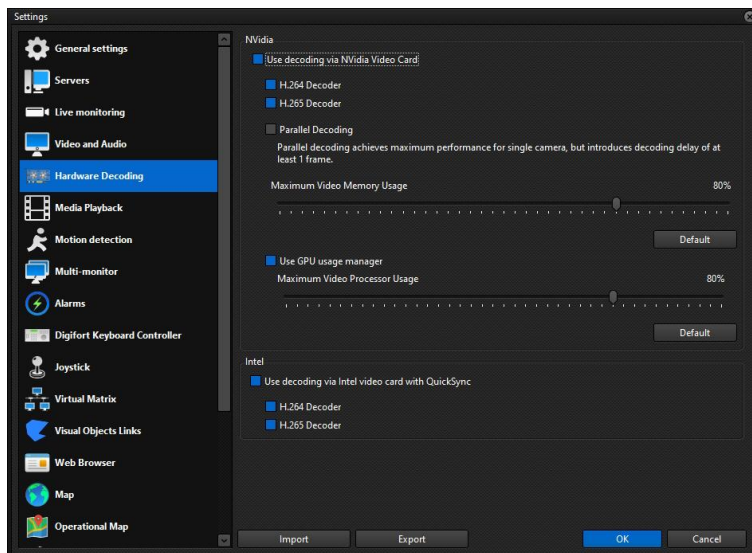 Settings
General settings
Servers
Live monitoring
Video and Audio
Hardware Decoding
Media Playback
Motion detection
Multi-monitor
Alarms
Digifort Keyboard Controller
Joystick
Virtual Matrix
Visual Objects Links
Web Browser
Map
Operational Map
NVidia
Use decoding via NVidia Video Card
H.264 Decoder
H.265 Decoder
Parallel Decoding
Parallel decoding achieves maximum performance for single camera, but introduces decoding delay of at
least 1 frame.
Maximum Video Memory Usage 80%
Default
Use GPU usage manager
Maximum Video Processor Usage 80%
Default
Intel
Use decoding via Intel video card with QuickSync
H.264 Decoder
H.265 Decoder
Import Export OK Cancel